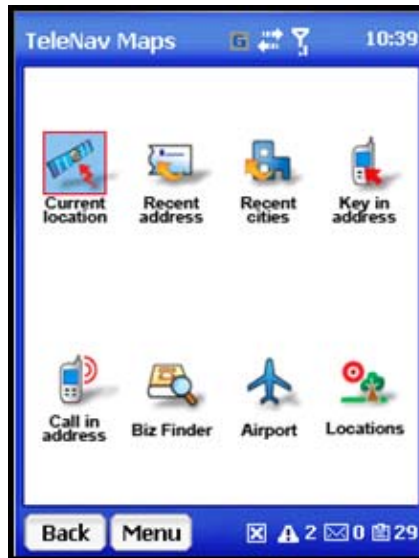 TeleNav Maps G 10:39
Current location
Recent address
Recent cities
Key in address
Call in address
Biz Finder
Airport
Locations
Back Menu 2 0 29